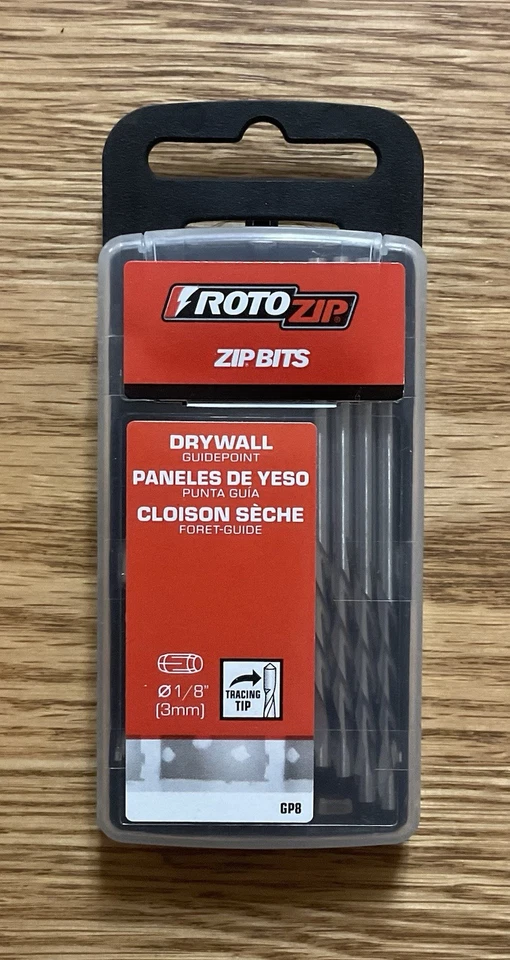 ROTOZIP®
ZIP® BITS
DRYWALL
GUIDEPOINT
PANELES DE YESO
PUNTA GUÍA
CLOISON SÈCHE
FORET-GUIDE
Ø 1/8"
(3mm)
TRACING
TIP
GP8